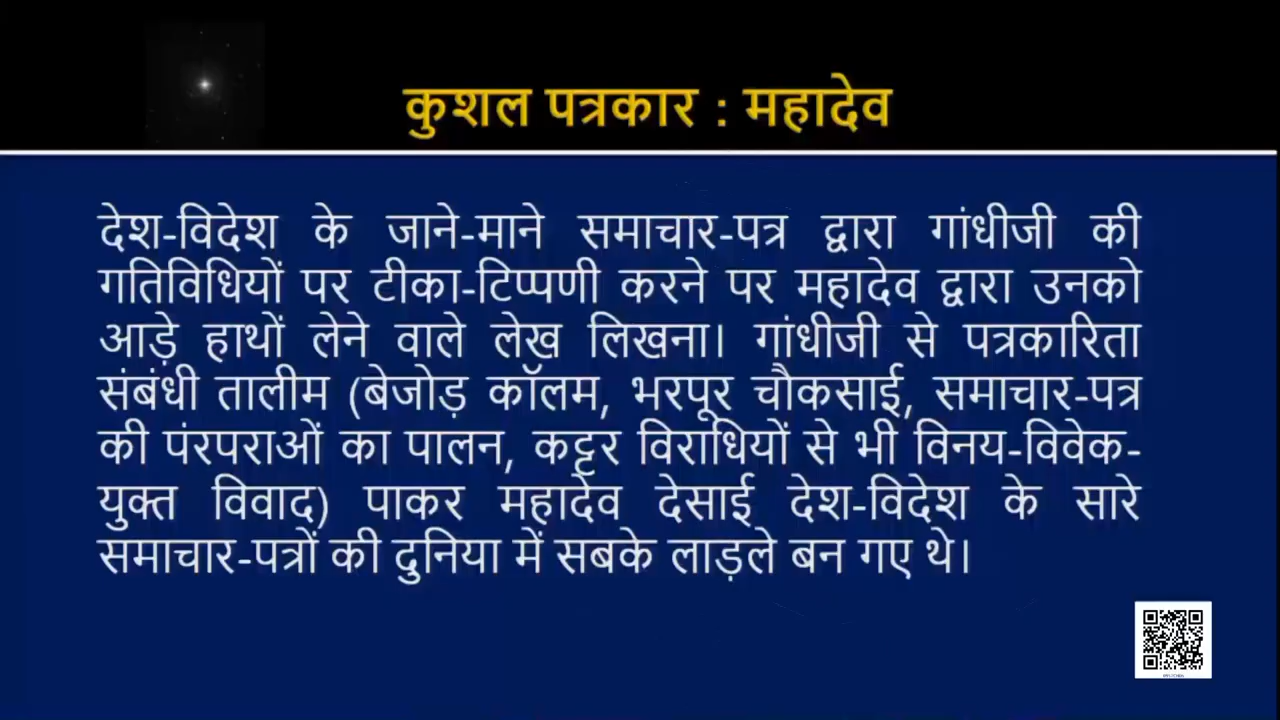 कुशल पत्रकार : महादेव
देश-विदेश के जाने-माने समाचार-पत्र द्वारा गांधीजी की
गतिविधियों पर टीका-टिप्पणी करने पर महादेव द्वारा उनको
आड़े हाथों लेने वाले लेख लिखना। गांधीजी से पत्रकारिता
संबंधी तालीम (बेजोड़ कॉलम, भरपूर चौकसाई, समाचार-पत्र
की पंरपराओं का पालन, कट्टर विराधियों से भी विनय-विवेक-
युक्त विवाद) पाकर महादेव देसाई देश-विदेश के सारे
समाचार-पत्रों की दुनिया में सबके लाड़ले बन गए थे।